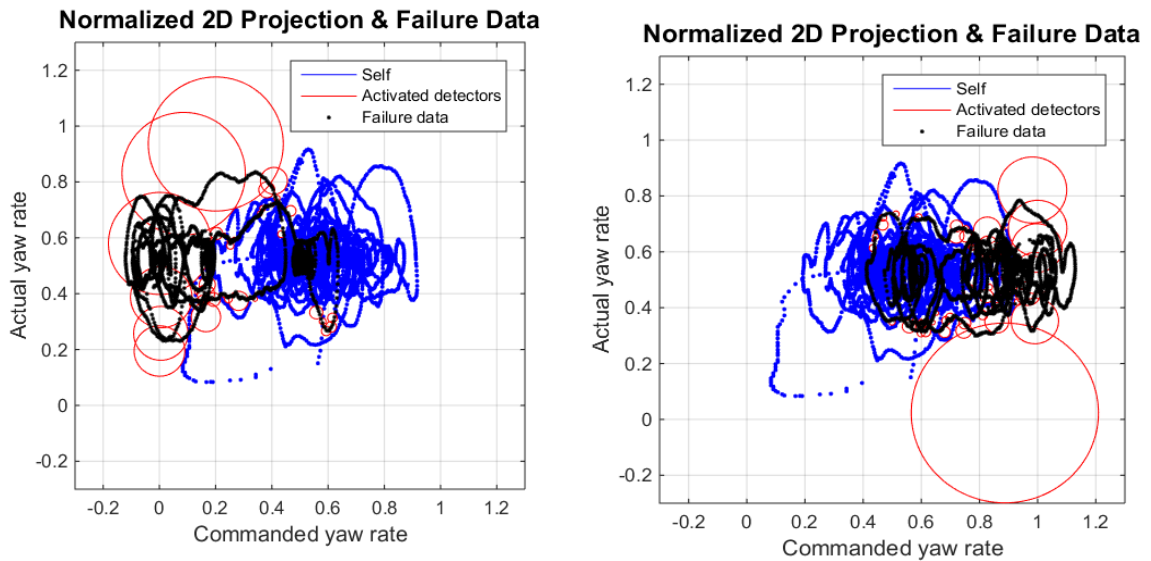 Normalized 2D Projection & Failure Data
1.2
1
0.8
0.6
0.4
0.2
0
-0.2
Actual yaw rate
Self
Activated detectors
Failure data
-0.2 0 0.2 0.4 0.6 0.8 1 1.2
Commanded yaw rate
Normalized 2D Projection & Failure Data
1.2
1
0.8
0.6
0.4
0.2
0
-0.2
Actual yaw rate
Self
Activated detectors
Failure data
-0.2 0 0.2 0.4 0.6 0.8 1 1.2
Commanded yaw rate